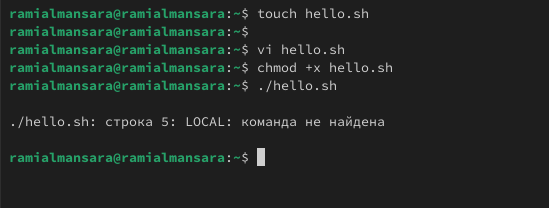 ramialmansara@ramialmansara:~$ touch hello.sh
ramialmansara@ramialmansara:~$
ramialmansara@ramialmansara:~$ vi hello.sh
ramialmansara@ramialmansara:~$ chmod +x hello.sh
ramialmansara@ramialmansara:~$ ./hello.sh
./hello.sh: строка 5: LOCAL: команда не найдена
ramialmansara@ramialmansara:~$